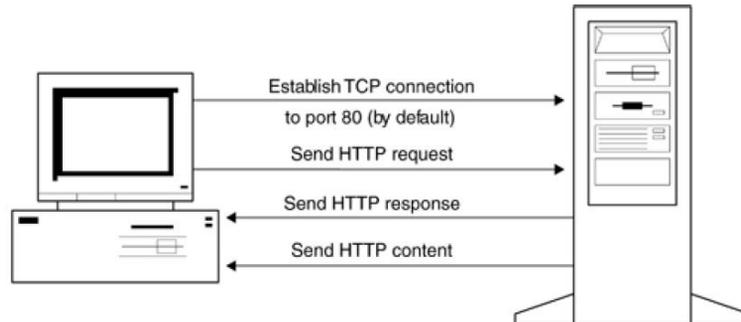 Establish TCP connection
to port 80 (by default)
Send HTTP request
Send HTTP response
Send HTTP content